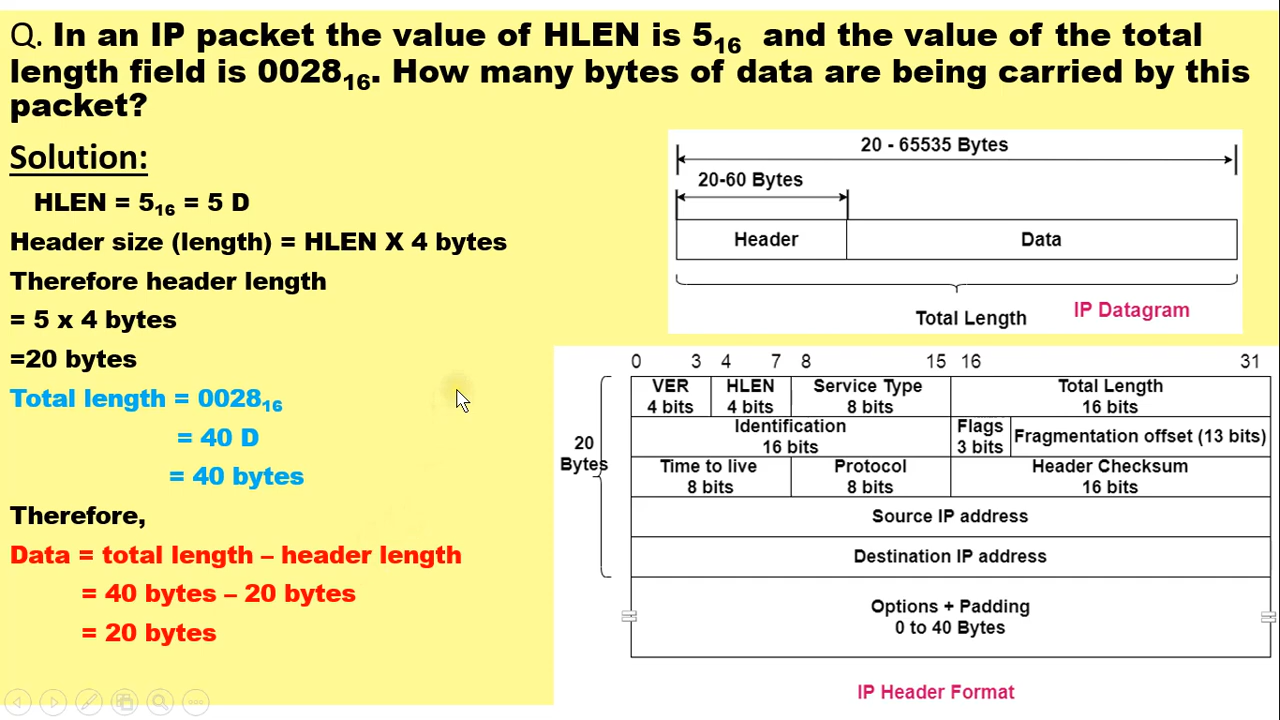 Q. In an IP packet the value of HLEN is 5₁₆ and the value of the total
length field is 0028₁₆. How many bytes of data are being carried by this
packet?
Solution:
HLEN = 5₁₆ = 5 D
Header size (length) = HLEN X 4 bytes
Therefore header length
= 5 x 4 bytes
=20 bytes
Total length = 0028₁₆
= 40 D
= 40 bytes
Therefore,
Data = total length – header length
= 40 bytes – 20 bytes
= 20 bytes
20 - 65535 Bytes
20-60 Bytes
Header Data
Total Length
IP Datagram
0 3 4 7 8 15 16 31
VER HLEN Service Type Total Length
4 bits 4 bits 8 bits 16 bits
Identification Flags Fragmentation offset (13 bits)
16 bits 3 bits
20
Bytes
Time to live Protocol Header Checksum
8 bits 8 bits 16 bits
Source IP address
Destination IP address
Options + Padding
0 to 40 Bytes
IP Header Format